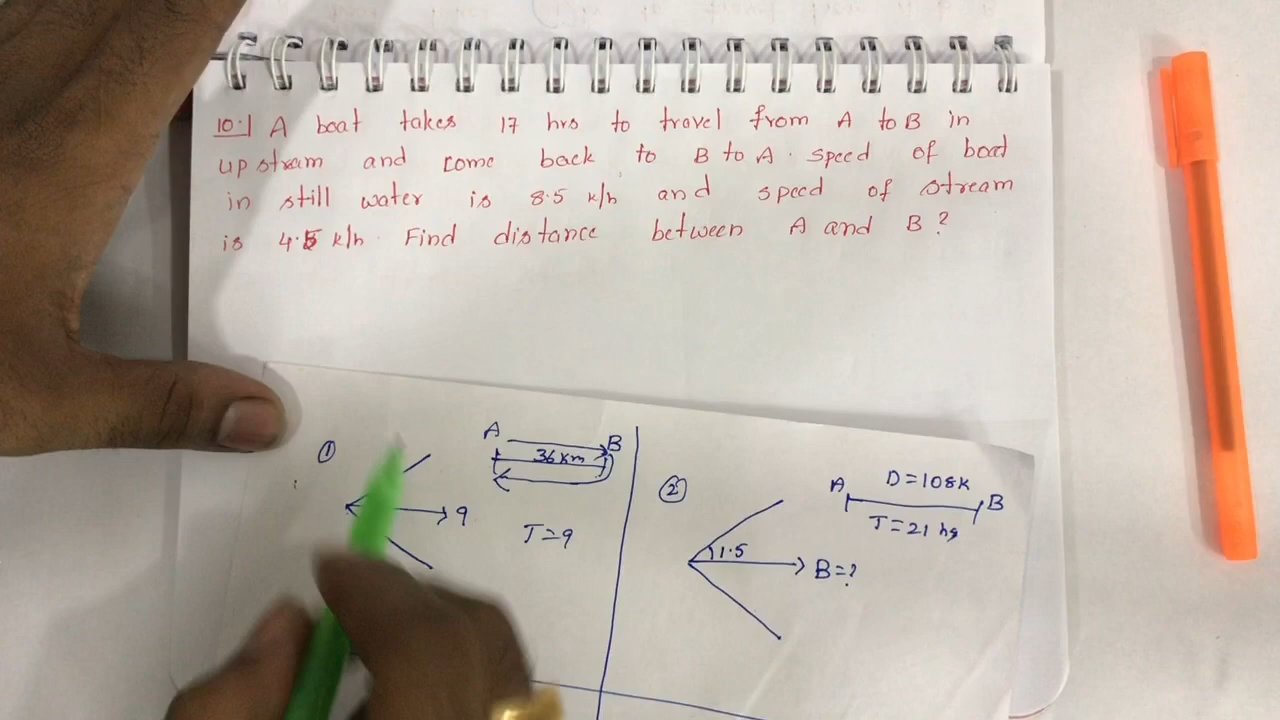 10.) A boat takes 17 hrs to travel from A to B in
upstream and come back to B to A. speed of boat
in still water is 8.5 k/h and speed of stream
is 4.5 k/h. Find distance between A and B?
①
A
B
36 km
9
T=9
②
1.5
B=?
A
D=108k
B
T=21 hs